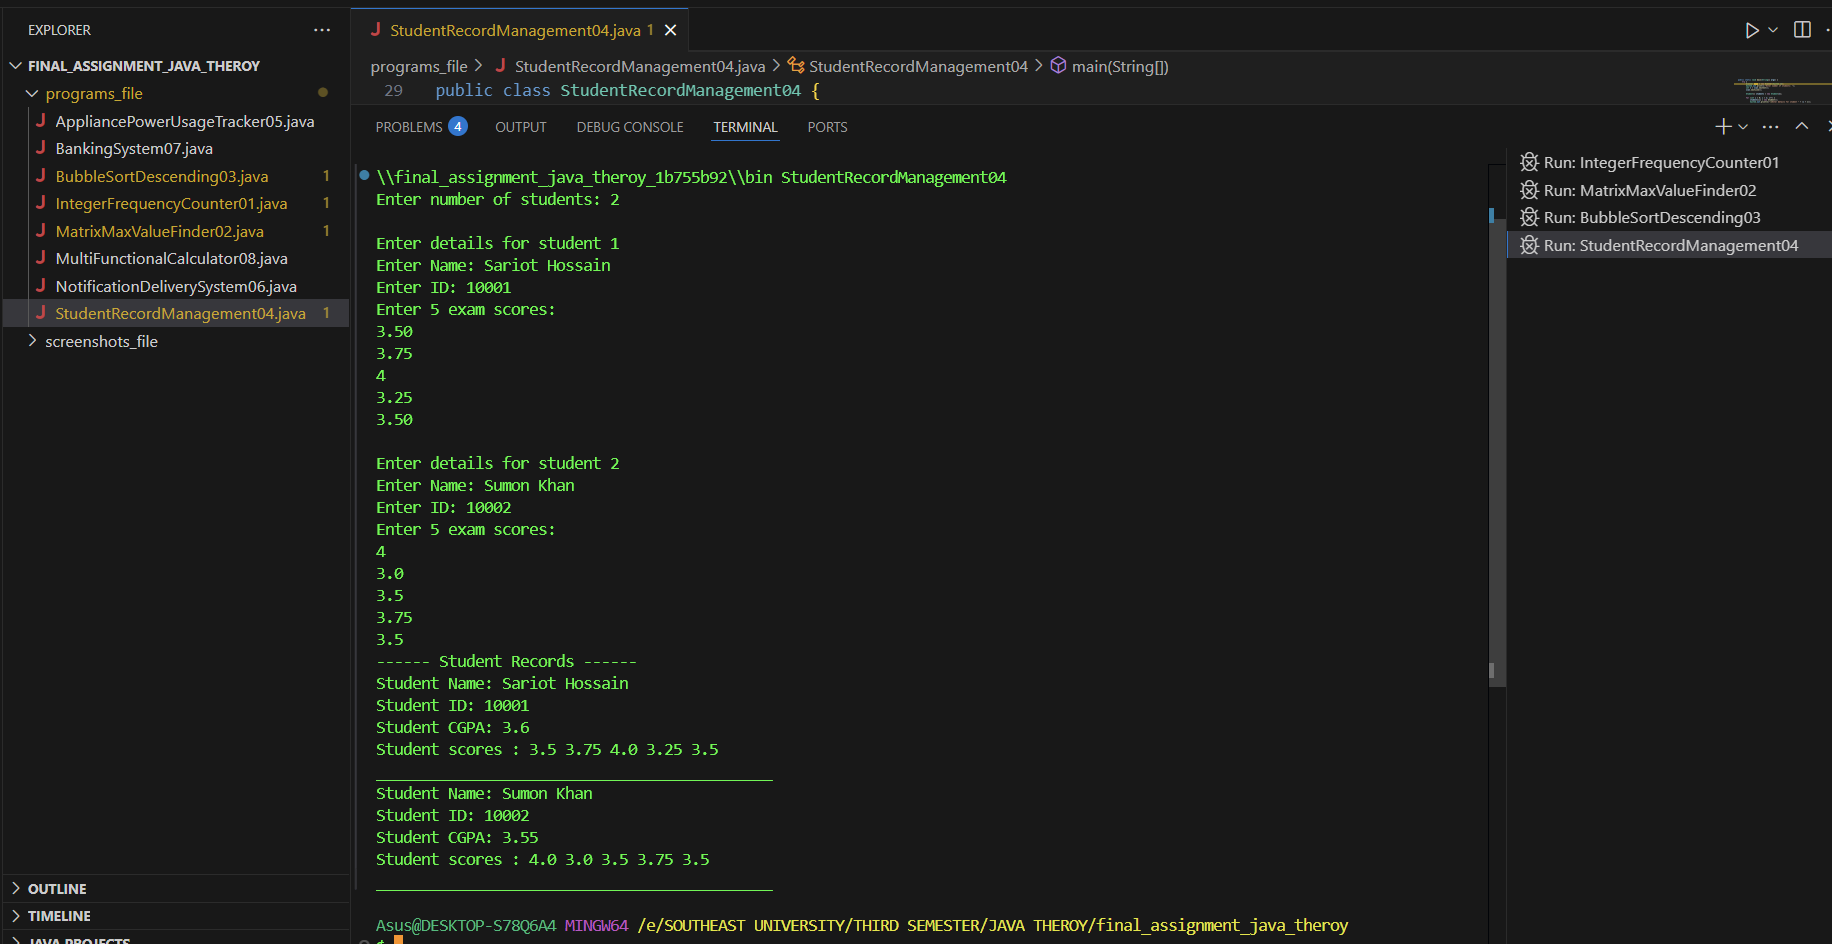 EXPLORER
FINAL_ASSIGNMENT_JAVA_THEROY
programs_file
AppliancePowerUsageTracker05.java
BankingSystem07.java
BubbleSortDescending03.java 1
IntegerFrequencyCounter01.java 1
MatrixMaxValueFinder02.java 1
MultiFunctionalCalculator08.java
NotificationDeliverySystem06.java
StudentRecordManagement04.java 1
screenshots_file
OUTLINE
TIMELINE
JAVA PROJECTS
StudentRecordManagement04.java 1
programs_file > StudentRecordManagement04.java > StudentRecordManagement04 > main(String[])
29 public class StudentRecordManagement04 {
PROBLEMS 4 OUTPUT DEBUG CONSOLE TERMINAL PORTS
\\final_assignment_java_theroy_1b755b92\\bin StudentRecordManagement04
Enter number of students: 2
Enter details for student 1
Enter Name: Sariot Hossain
Enter ID: 10001
Enter 5 exam scores:
3.50
3.75
4
3.25
3.50
Enter details for student 2
Enter Name: Sumon Khan
Enter ID: 10002
Enter 5 exam scores:
4
3.0
3.5
3.75
3.5
------ Student Records ------
Student Name: Sariot Hossain
Student ID: 10001
Student CGPA: 3.6
Student scores : 3.5 3.75 4.0 3.25 3.5
____________________________________________
Student Name: Sumon Khan
Student ID: 10002
Student CGPA: 3.55
Student scores : 4.0 3.0 3.5 3.75 3.5
____________________________________________
Asus@DESKTOP-S78Q6A4 MINGW64 /e/SOUTHEAST UNIVERSITY/THIRD SEMESTER/JAVA THEROY/final_assignment_java_theroy
$
Run: IntegerFrequencyCounter01
Run: MatrixMaxValueFinder02
Run: BubbleSortDescending03
Run: StudentRecordManagement04